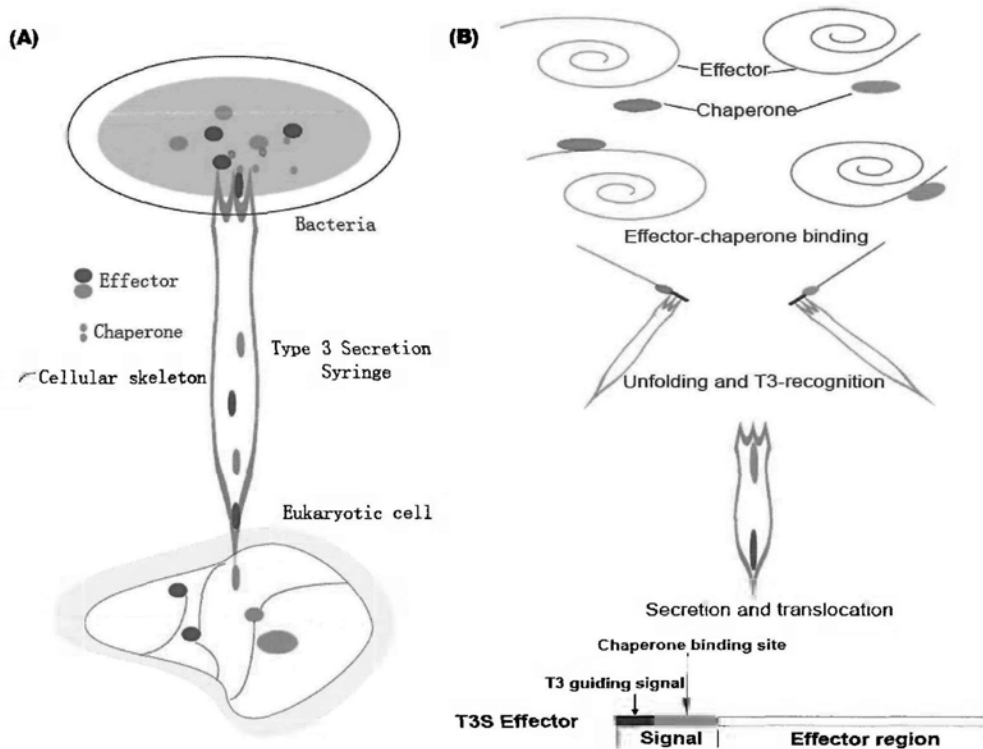 (A)
Bacteria
Effector
Chaperone
Cellular skeleton
Type 3 Secretion
Syringe
Eukaryotic cell
(B)
Effector
Chaperone
Effector-chaperone binding
Unfolding and T3-recognition
Secretion and translocation
Chaperone binding site
T3 guiding signal
T3S Effector
Signal
Effector region